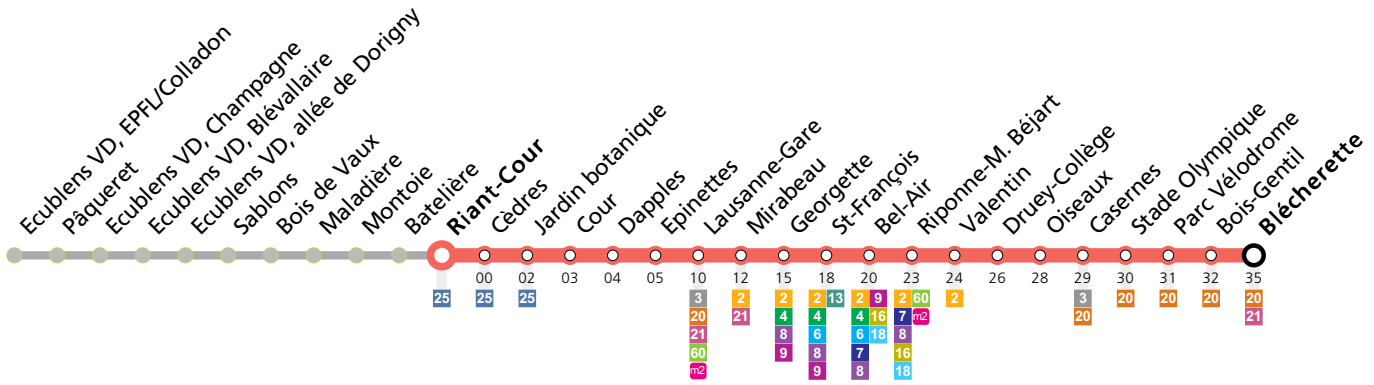 Ecublens VD, EPFL/Colladon
Pâqueret
Ecublens VD, Champagne
Ecublens VD, Blévallaire
Ecublens VD, allée de Dorigny
Sablons
Bois de Vaux
Maladière
Montoie
Batelière
Riant-Cour
Cèdres
Jardin botanique
Cour
Dapples
Epinettes
Lausanne-Gare
Mirabeau
Georgette
St-François
Bel-Air
Riponne-M. Béjart
Valentin
Druey-Collège
Oiseaux
Casernes
Stade Olympique
Parc Vélodrome
Bois-Gentil
Blécherette
00 02 03 04 05 10 12 15 18 20 23 24 26 28 29 30 31 32 35
25 25 25 3 2 2 2 13 2 9 2 60 2 3 20 20 20 20
20 21 4 4 4 16 7 m2 20 21
21 8 6 6 18 8
60 9 8 7 16
m2 9 8 18